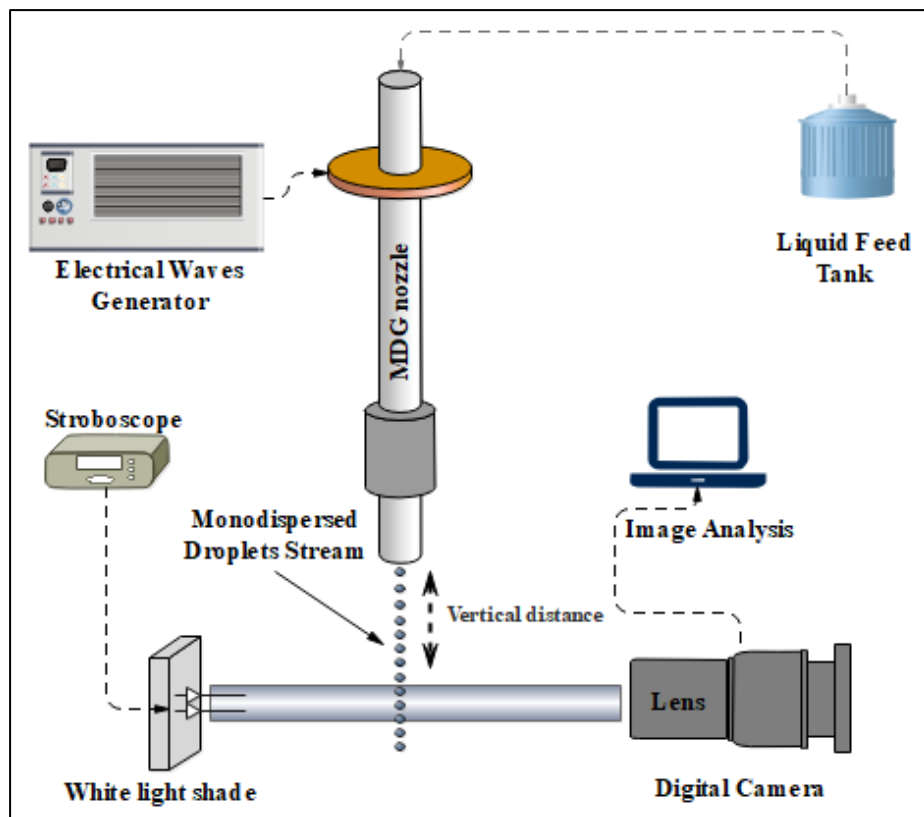 Electrical Waves
Generator
MDG nozzle
Liquid Feed
Tank
Stroboscope
Monodispersed
Droplets Stream
Vertical distance
Image Analysis
Lens
White light shade
Digital Camera